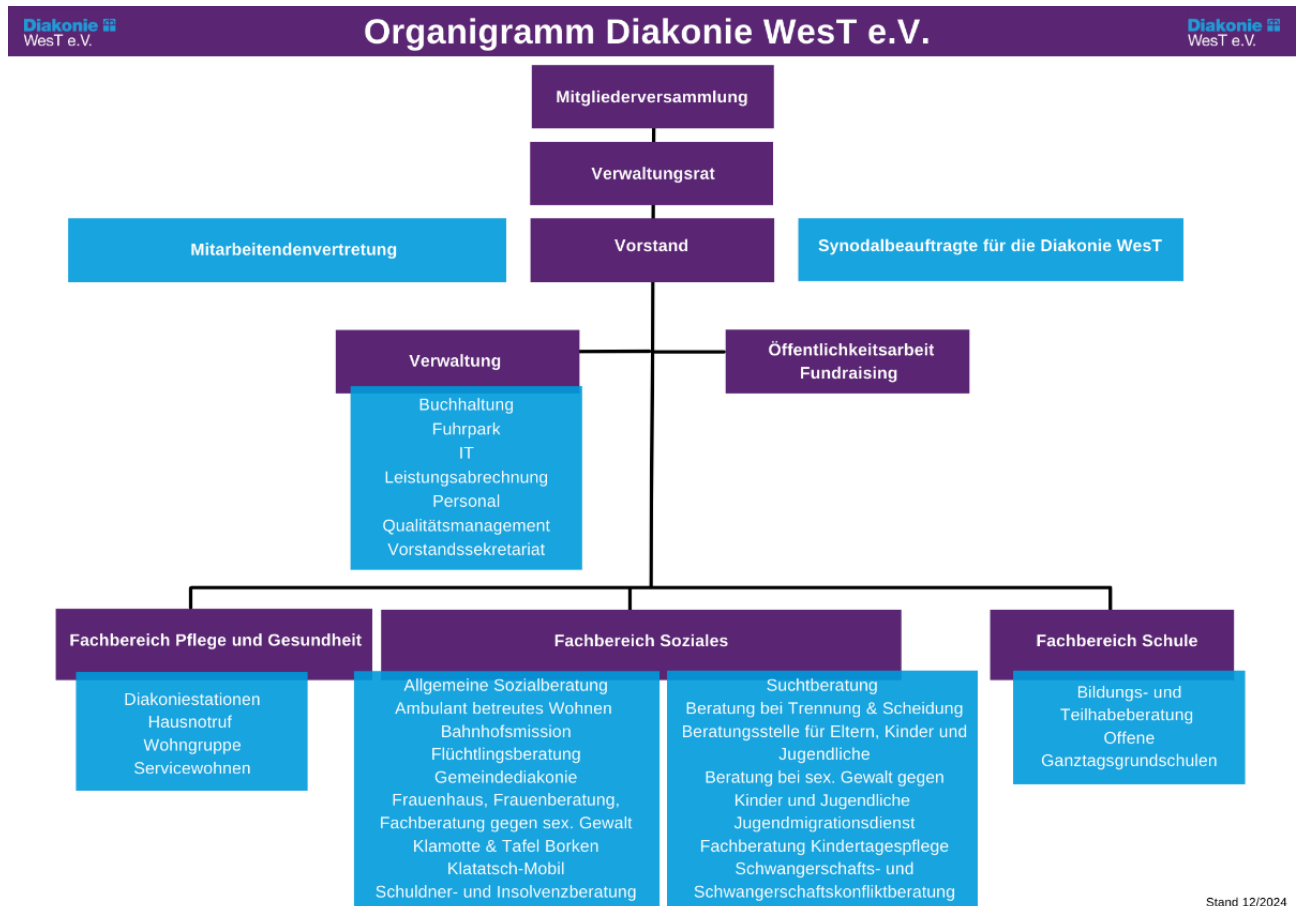 Diakonie
WesT e.V.
Organigramm Diakonie WesT e.V.
Diakonie
WesT e.V.
Mitgliederversammlung
Verwaltungsrat
Mitarbeitendenvertretung
Vorstand
Synodalbeauftragte für die Diakonie WesT
Verwaltung
Buchhaltung
Fuhrpark
IT
Leistungsabrechnung
Personal
Qualitätsmanagement
Vorstandssekretariat
Öffentlichkeitsarbeit
Fundraising
Fachbereich Pflege und Gesundheit
Diakoniestationen
Hausnotruf
Wohngruppe
Servicewohnen
Fachbereich Soziales
Allgemeine Sozialberatung
Ambulant betreutes Wohnen
Bahnhofsmission
Flüchtlingsberatung
Gemeindediakonie
Frauenhaus, Frauenberatung,
Fachberatung gegen sex. Gewalt
Klamotte & Tafel Borken
Klatatsch-Mobil
Schuldner- und Insolvenzberatung
Suchtberatung
Beratung bei Trennung & Scheidung
Beratungsstelle für Eltern, Kinder und
Jugendliche
Beratung bei sex. Gewalt gegen
Kinder und Jugendliche
Jugendmigrationsdienst
Fachberatung Kindertagespflege
Schwangerschafts- und
Schwangerschaftskonfliktberatung
Fachbereich Schule
Bildungs- und
Teilhabeberatung
Offene
Ganztagsgrundschulen
Stand 12/2024